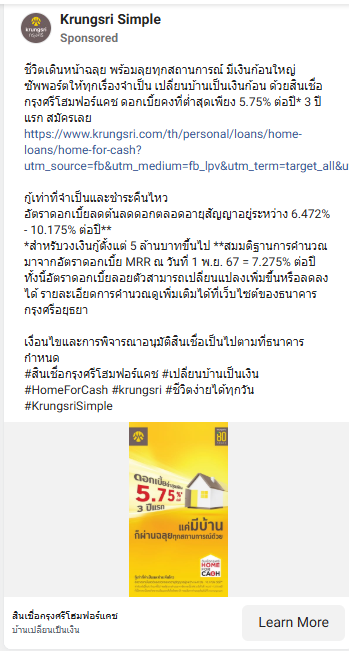 Krungsri Simple
Sponsored
krungsri
กรุงศรี
ชีวิตเดินหน้าฉลุย พร้อมลุยทุกสถานการณ์ มีเงินก้อนใหญ่
ซัพพอร์ตให้ทุกเรื่องจำเป็น เปลี่ยนบ้านเป็นเงินก้อน ด้วยสินเชื่อ
กรุงศรีโฮมฟอร์แคช ดอกเบี้ยคงที่ต่ำสุดเพียง 5.75% ต่อปี* 3 ปี
แรก สมัครเลย
https://www.krungsri.com/th/personal/loans/home-
loans/home-for-cash?
utm_source=fb&utm_medium=fb_lpv&utm_term=target_all&u
กู้เท่าที่จำเป็นและชำระคืนไหว
อัตราดอกเบี้ยลดต้นลดดอกตลอดอายุสัญญาอยู่ระหว่าง 6.472%
- 10.175% ต่อปี**
*สำหรับวงเงินกู้ตั้งแต่ 5 ล้านบาทขึ้นไป **สมมติฐานการคำนวณ
มาจากอัตราดอกเบี้ย MRR ณ วันที่ 1 พ.ย. 67 = 7.275% ต่อปี
ทั้งนี้อัตราดอกเบี้ยลอยตัวสามารถเปลี่ยนแปลงเพิ่มขึ้นหรือลดลง
ได้ รายละเอียดการคำนวณดูเพิ่มเติมได้ที่เว็บไซต์ของธนาคาร
กรุงศรีอยุธยา
เงื่อนไขและการพิจารณาอนุมัติสินเชื่อเป็นไปตามที่ธนาคาร
กำหนด
#สินเชื่อกรุงศรีโฮมฟอร์แคช #เปลี่ยนบ้านเป็นเงิน
#HomeForCash #krungsri #ชีวิตง่ายได้ทุกวัน
#KrungsriSimple
80
ดอกเบี้ย
5.75%
3 ปีแรก
แค่มีบ้าน
ก็ผ่านฉลุยทุกสถานการณ์ด้วย
HOME
FOR
CASH
สินเชื่อกรุงศรีโฮมฟอร์แคช
บ้านเปลี่ยนเป็นเงิน
Learn More